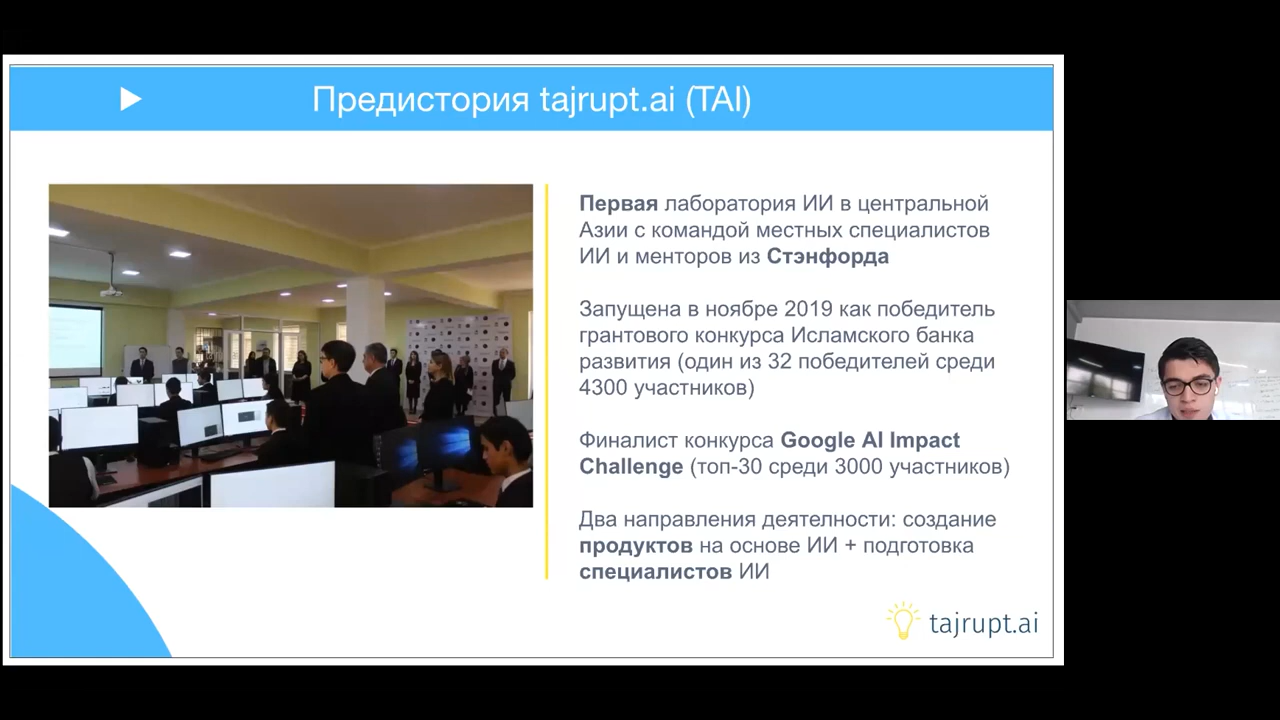 Предистория tajrupt.ai (TAI)
Первая лаборатория ИИ в центральной
Азии с командой местных специалистов
ИИ и менторов из Стэнфорда
Запущена в ноябре 2019 как победитель
грантового конкурса Исламского банка
развития (один из 32 победителей среди
4300 участников)
Финалист конкурса Google AI Impact
Challenge (топ-30 среди 3000 участников)
Два направления деятелности: создание
продуктов на основе ИИ + подготовка
специалистов ИИ
tajrupt.ai